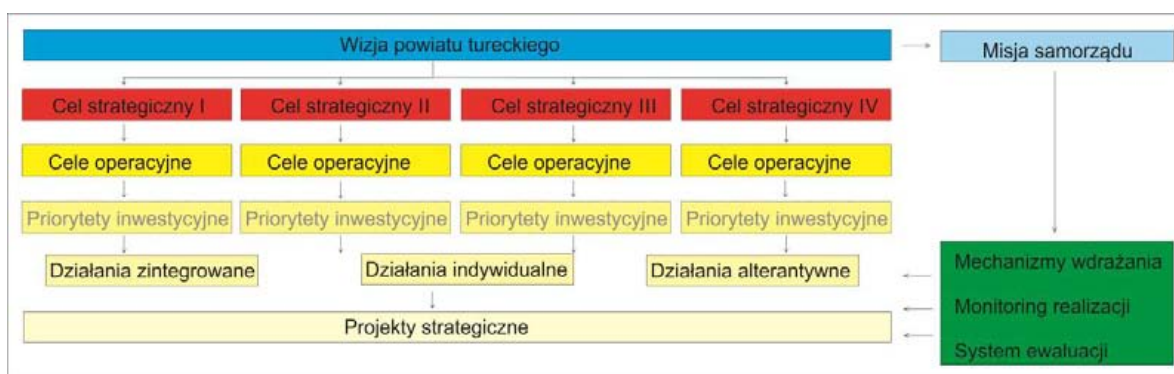 Wizja powiatu tureckiego
Misja samorządu
Cel strategiczny I
Cel strategiczny II
Cel strategiczny III
Cel strategiczny IV
Cele operacyjne
Cele operacyjne
Cele operacyjne
Cele operacyjne
Priorytety inwestycyjne
Priorytety inwestycyjne
Priorytety inwestycyjne
Priorytety inwestycyjne
Działania zintegrowane
Działania indywidualne
Działania alterantywne
Projekty strategiczne
Mechanizmy wdrażania
Monitoring realizacji
System ewaluacji